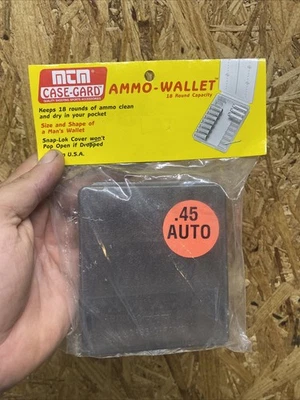 MTM
CASE-GARD
AMMO-WALLET
18 Round Capacity
Keeps 18 rounds of ammo clean
and dry in your pocket
Size and Shape of
a Man's Wallet
Snap-Lok Cover won't
Pop Open if Dropped
U.S.A.
.45
AUTO